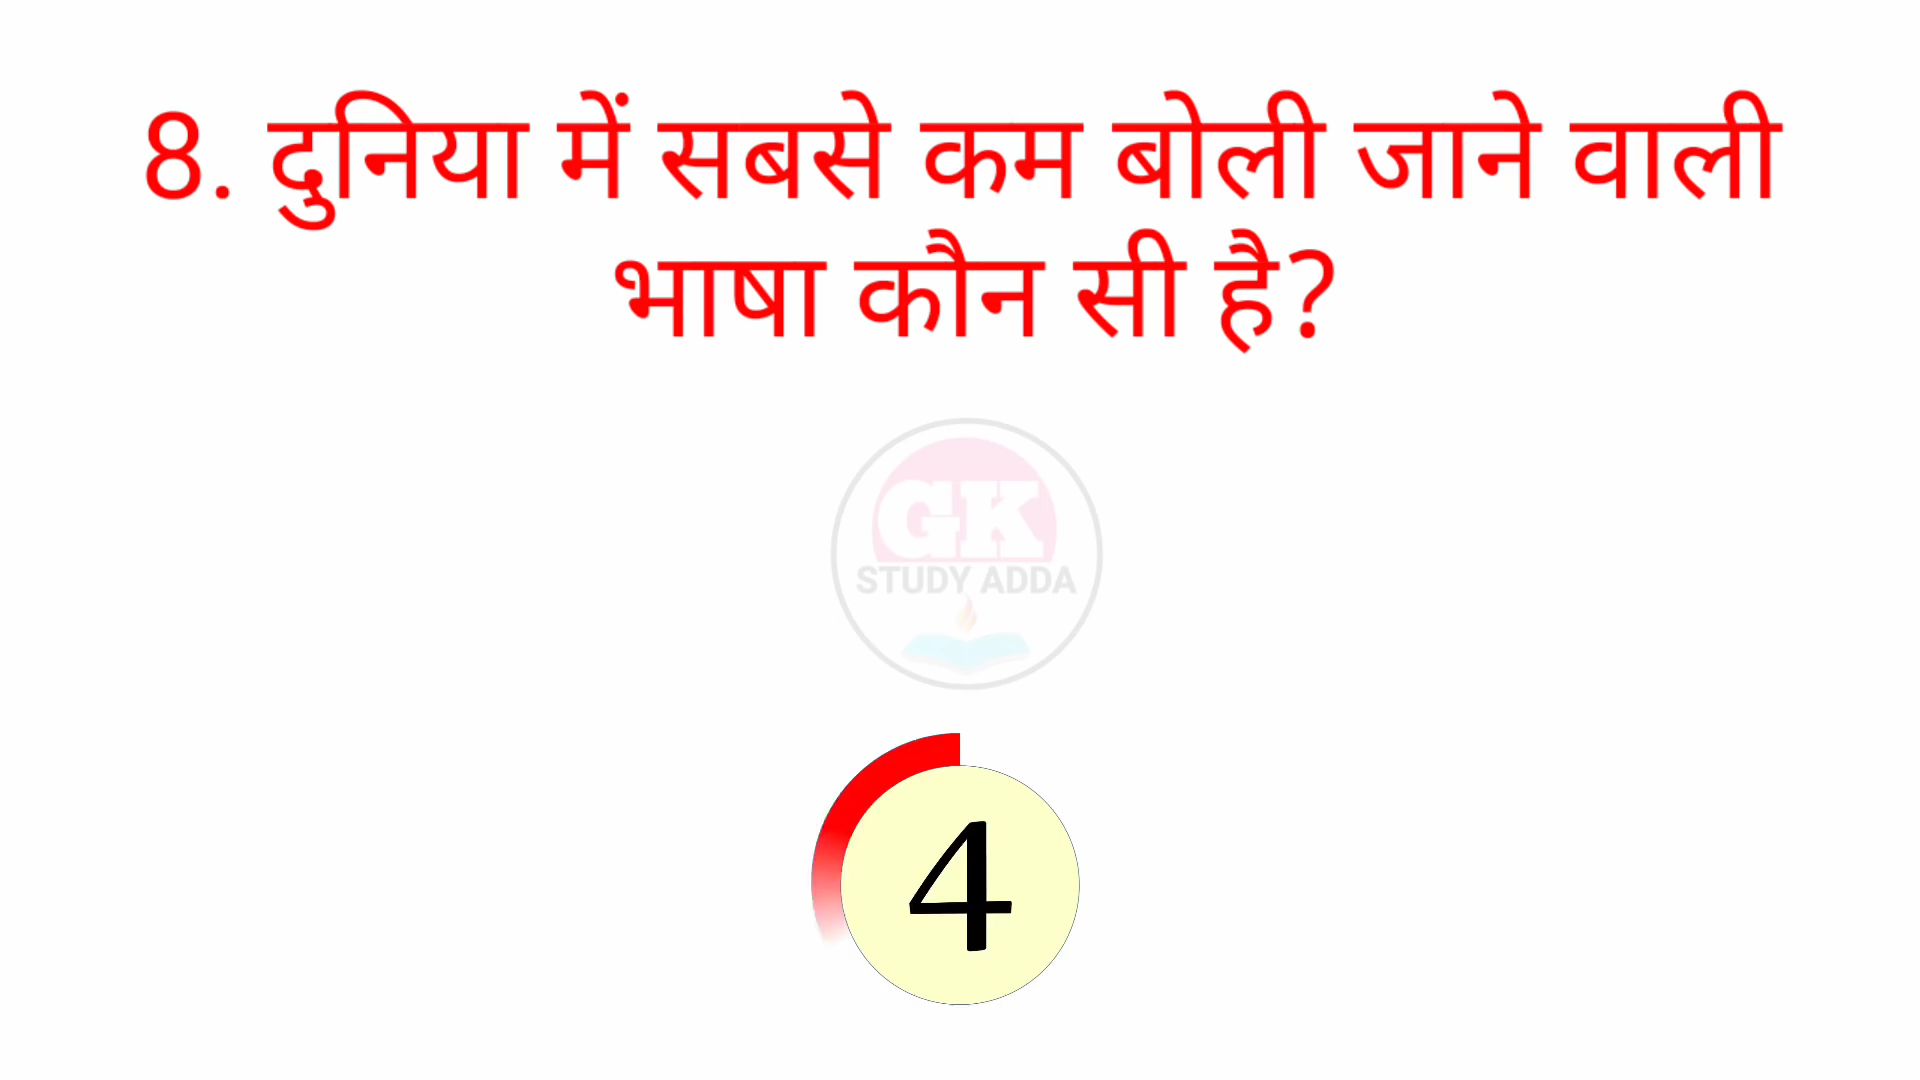 8. दुनिया में सबसे कम बोली जाने वाली
भाषा कौन सी है?
GK
STUDY ADDA
4